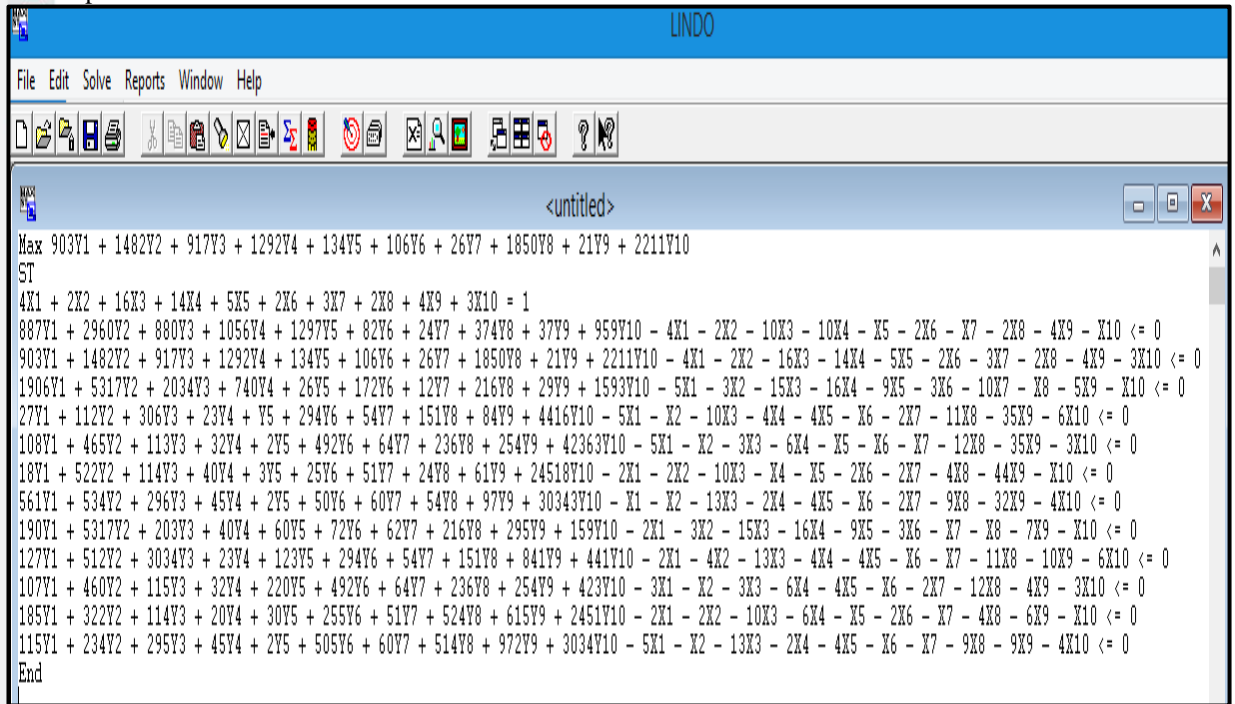 LINDO
File Edit Solve Reports Window Help
<untitled>
Max 903Y1 + 1482Y2 + 917Y3 + 1292Y4 + 134Y5 + 106Y6 + 26Y7 + 1850Y8 + 21Y9 + 2211Y10
ST
4X1 + 2X2 + 16X3 + 14X4 + 5X5 + 2X6 + 3X7 + 2X8 + 4X9 + 3X10 = 1
887Y1 + 2960Y2 + 880Y3 + 1056Y4 + 1297Y5 + 82Y6 + 24Y7 + 374Y8 + 37Y9 + 959Y10 - 4X1 - 2X2 - 10X3 - 10X4 - X5 - 2X6 - X7 - 2X8 - 4X9 - X10 <= 0
903Y1 + 1482Y2 + 917Y3 + 1292Y4 + 134Y5 + 106Y6 + 26Y7 + 1850Y8 + 21Y9 + 2211Y10 - 4X1 - 2X2 - 16X3 - 14X4 - 5X5 - 2X6 - 3X7 - 2X8 - 4X9 - 3X10 <= 0
1906Y1 + 5317Y2 + 2034Y3 + 740Y4 + 26Y5 + 172Y6 + 12Y7 + 216Y8 + 29Y9 + 1593Y10 - 5X1 - 3X2 - 15X3 - 16X4 - 9X5 - 3X6 - 10X7 - X8 - 5X9 - X10 <= 0
27Y1 + 112Y2 + 306Y3 + 23Y4 + Y5 + 294Y6 + 54Y7 + 151Y8 + 84Y9 + 4416Y10 - 5X1 - X2 - 10X3 - 4X4 - 4X5 - X6 - 2X7 - 11X8 - 35X9 - 6X10 <= 0
108Y1 + 465Y2 + 113Y3 + 32Y4 + 2Y5 + 492Y6 + 64Y7 + 236Y8 + 254Y9 + 42363Y10 - 5X1 - X2 - 3X3 - 6X4 - X5 - X6 - X7 - 12X8 - 35X9 - 3X10 <= 0
18Y1 + 522Y2 + 114Y3 + 40Y4 + 3Y5 + 25Y6 + 51Y7 + 24Y8 + 61Y9 + 24518Y10 - 2X1 - 2X2 - 10X3 - X4 - X5 - 2X6 - 2X7 - 4X8 - 44X9 - X10 <= 0
561Y1 + 534Y2 + 296Y3 + 45Y4 + 2Y5 + 50Y6 + 60Y7 + 54Y8 + 97Y9 + 30343Y10 - X1 - X2 - 13X3 - 2X4 - 4X5 - X6 - 2X7 - 9X8 - 32X9 - 4X10 <= 0
190Y1 + 5317Y2 + 203Y3 + 40Y4 + 60Y5 + 72Y6 + 62Y7 + 216Y8 + 295Y9 + 159Y10 - 2X1 - 3X2 - 15X3 - 16X4 - 9X5 - 3X6 - X7 - X8 - 7X9 - X10 <= 0
127Y1 + 512Y2 + 3034Y3 + 23Y4 + 123Y5 + 294Y6 + 54Y7 + 151Y8 + 841Y9 + 441Y10 - 2X1 - 4X2 - 13X3 - 4X4 - 4X5 - X6 - X7 - 11X8 - 10X9 - 6X10 <= 0
107Y1 + 460Y2 + 115Y3 + 32Y4 + 220Y5 + 492Y6 + 64Y7 + 236Y8 + 254Y9 + 423Y10 - 3X1 - X2 - 3X3 - 6X4 - 4X5 - X6 - 2X7 - 12X8 - 4X9 - 3X10 <= 0
185Y1 + 322Y2 + 114Y3 + 20Y4 + 30Y5 + 255Y6 + 51Y7 + 524Y8 + 615Y9 + 2451Y10 - 2X1 - 2X2 - 10X3 - 6X4 - X5 - 2X6 - X7 - 4X8 - 6X9 - X10 <= 0
115Y1 + 234Y2 + 295Y3 + 45Y4 + 2Y5 + 505Y6 + 60Y7 + 514Y8 + 972Y9 + 3034Y10 - 5X1 - X2 - 13X3 - 2X4 - 4X5 - X6 - X7 - 9X8 - 9X9 - 4X10 <= 0
End